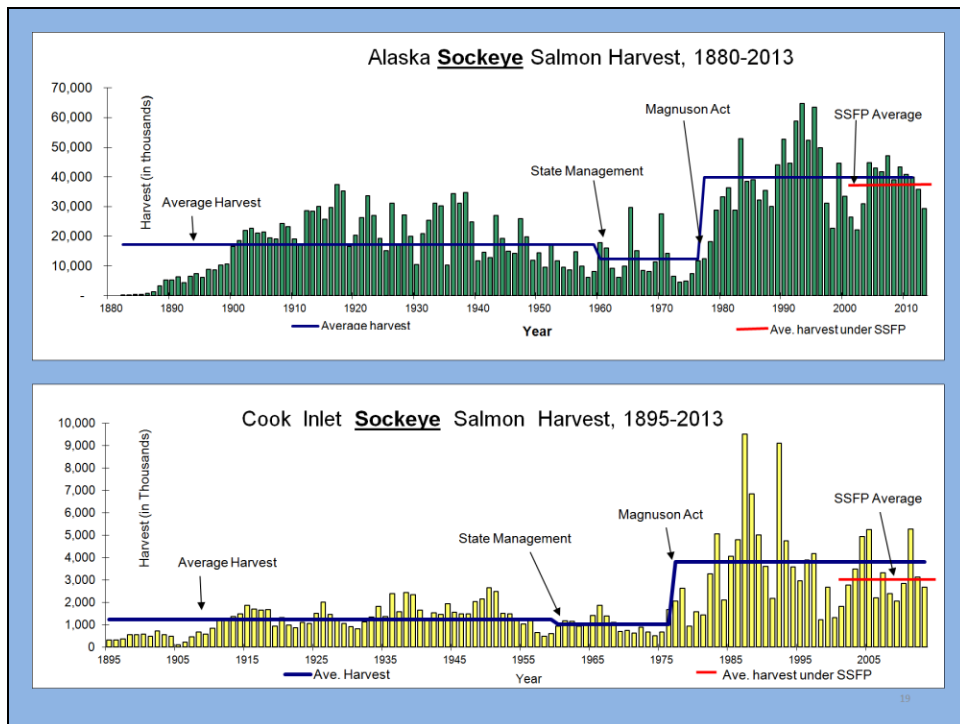 Alaska Sockeye Salmon Harvest, 1880-2013
70,000
60,000
50,000
40,000
30,000
20,000
10,000
-
Harvest (in thousands)
Average Harvest
State Management
Magnuson Act
SSFP Average
1880 1890 1900 1910 1920 1930 1940 1950 1960 1970 1980 1990 2000 2010
Average harvest
Year
Ave. harvest under SSFP
Cook Inlet Sockeye Salmon Harvest, 1895-2013
10,000
9,000
8,000
7,000
6,000
5,000
4,000
3,000
2,000
1,000
0
Harvest (in Thousands)
Average Harvest
State Management
Magnuson Act
SSFP Average
1895 1905 1915 1925 1935 1945 1955 1965 1975 1985 1995 2005
Ave. Harvest
Year
Ave. harvest under SSFP
19